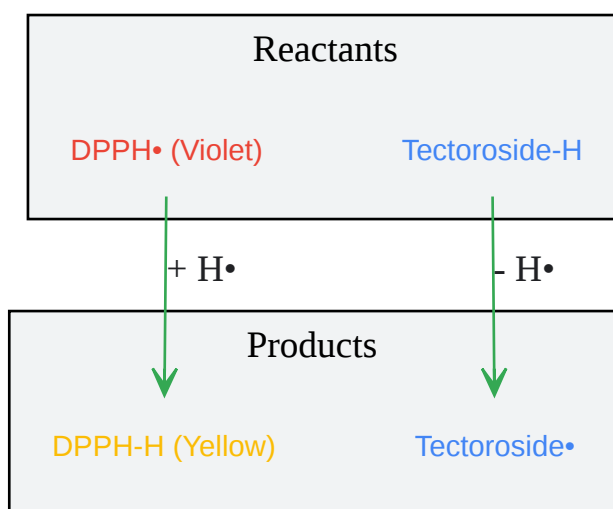 Reactants
DPPH• (Violet) Tectoroside-H
+ H• - H•
Products
DPPH-H (Yellow) Tectoroside•